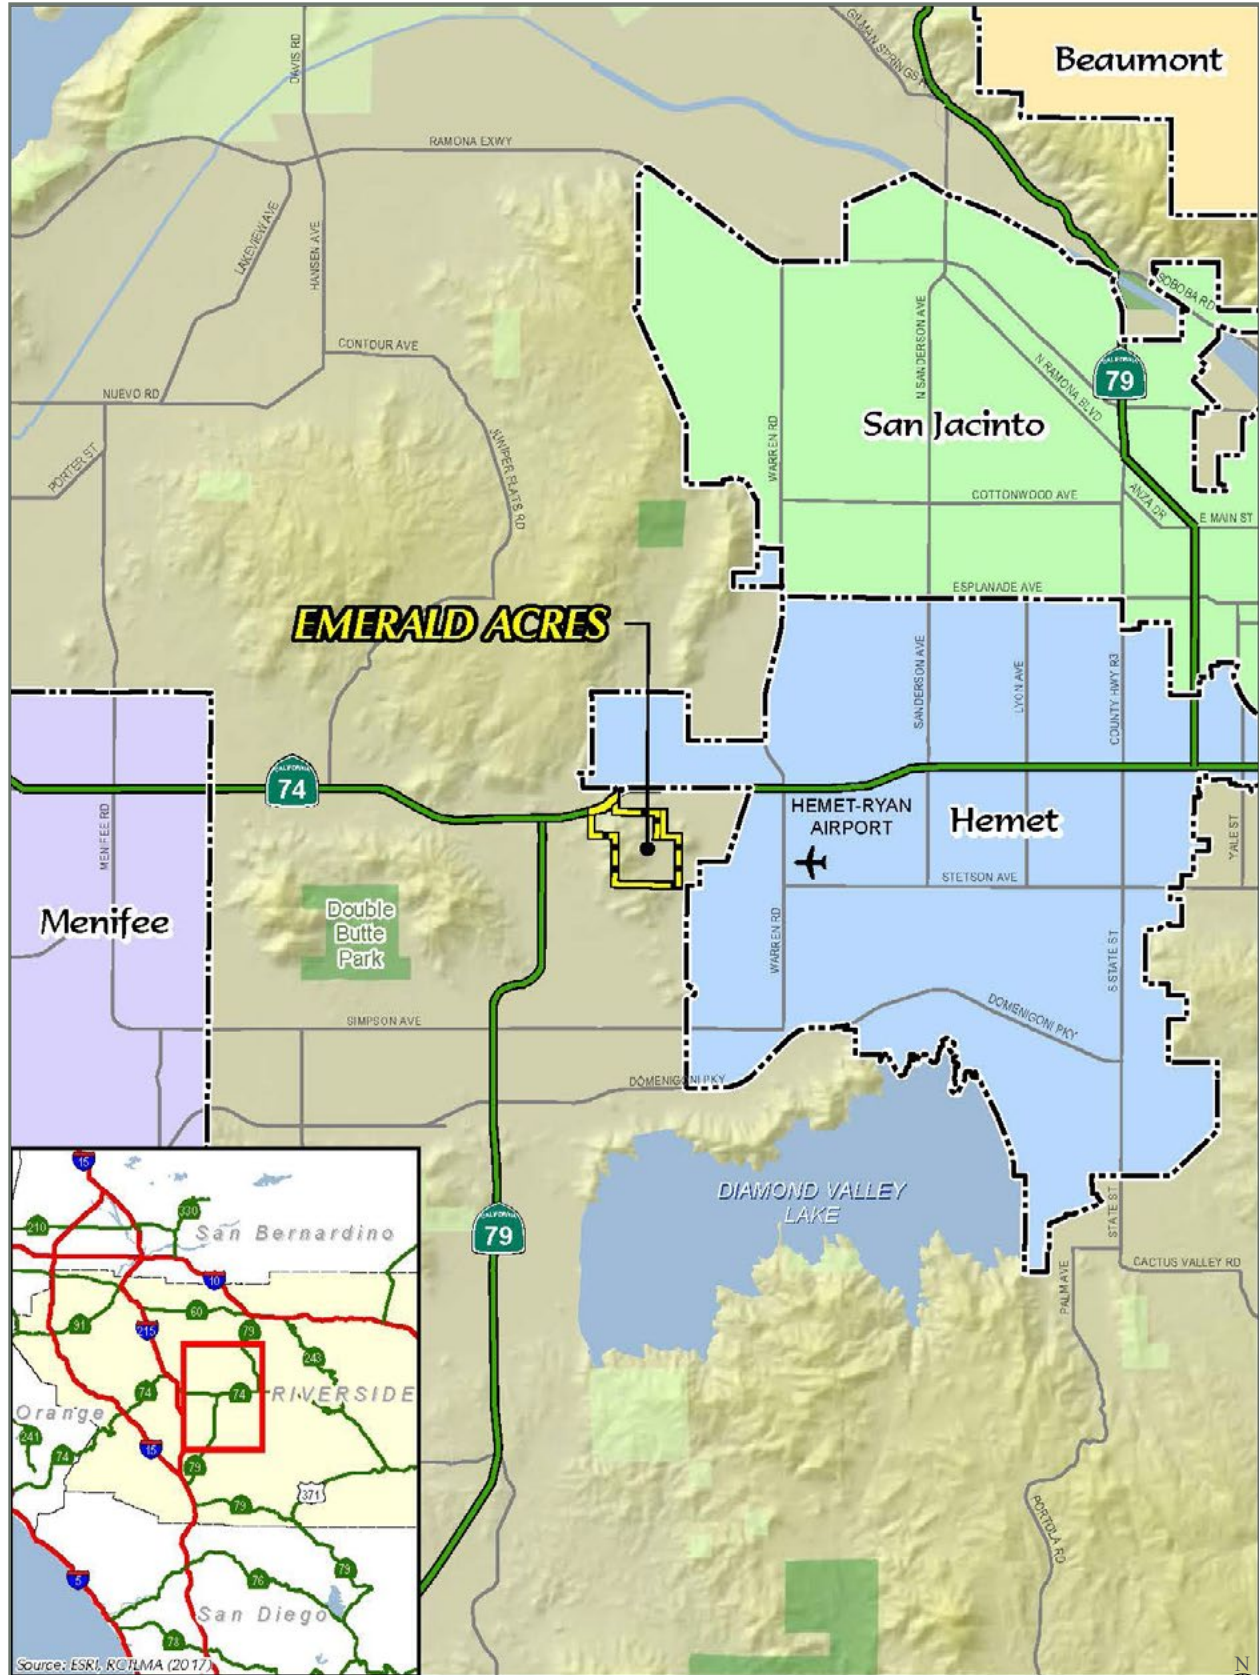 GILMAN SPRINGS R
Beaumont
DAVIS RD
RAMONA EXWY
LAKEVIEW AVE
HANSEN AVE
SOBOBA RD
CONTOUR AVE
N SANDERSON AVE
N RAMONA BLVD
CALIFORNIA
79
NUEVO RD
San Jacinto
WARREN RD
PORTER ST
JUNIPER FLATS RD
COTTONWOOD AVE
ANZA DR
E MAIN ST
ESPLANADE AVE
EMERALD ACRES
SANDERSON AVE
LYON AVE
COUNTY HWY R3
CALIFORNIA
74
MENIFEE RD
HEMET-RYAN
AIRPORT
Hemet
YALE ST
STETSON AVE
Menifee
Double
Butte
Park
WARREN RD
S STATE ST
SIMPSON AVE
DOMENIGONI PKY
DOMENIGONI PKY
DIAMOND VALLEY
LAKE
CALIFORNIA
79
STATE ST
PALM AVE
CACTUS VALLEY RD
PORTOLA RD
15
330
210
San Bernardino
10
60
91
215
79
243
74
74
RIVERSIDE
Orange
241
74
15
79
371
79
79
5
76
San Diego
78
Source: ESRI, RCTLMA (2017)
N